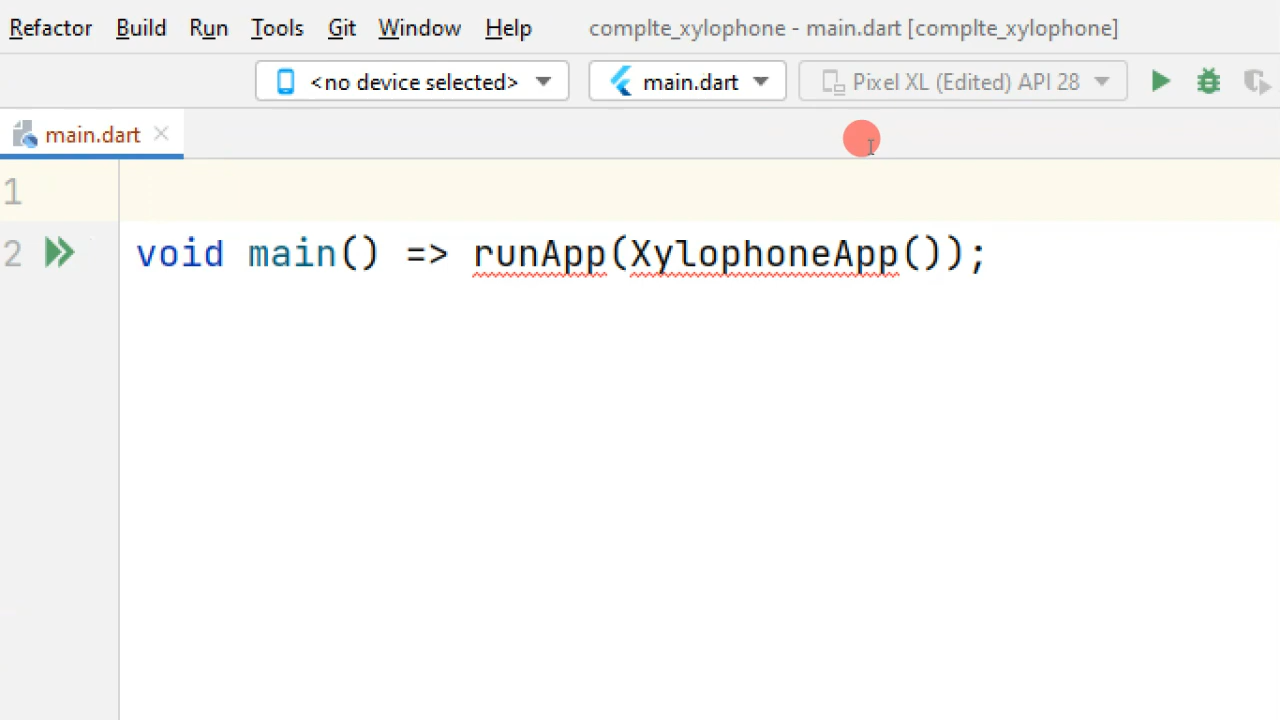 Refactor Build Run Tools Git Window Help complte_xylophone - main.dart [complte_xylophone]
<no device selected> main.dart Pixel XL (Edited) API 28
main.dart
1
2 void main() => runApp(XylophoneApp());